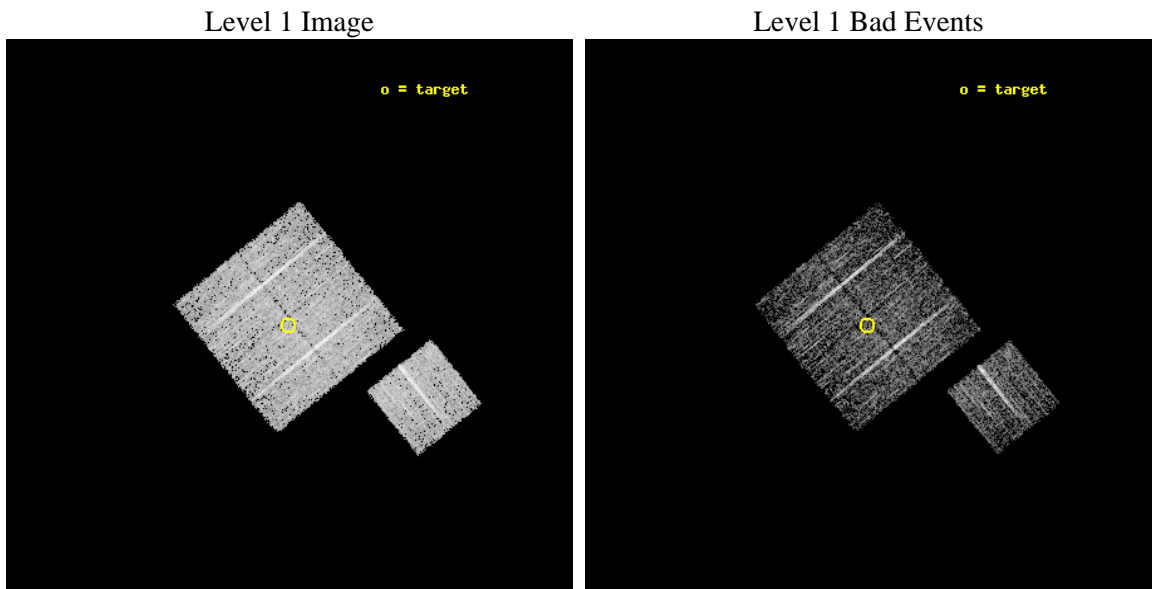 Level 1 Image
Level 1 Bad Events
o = target
o = target